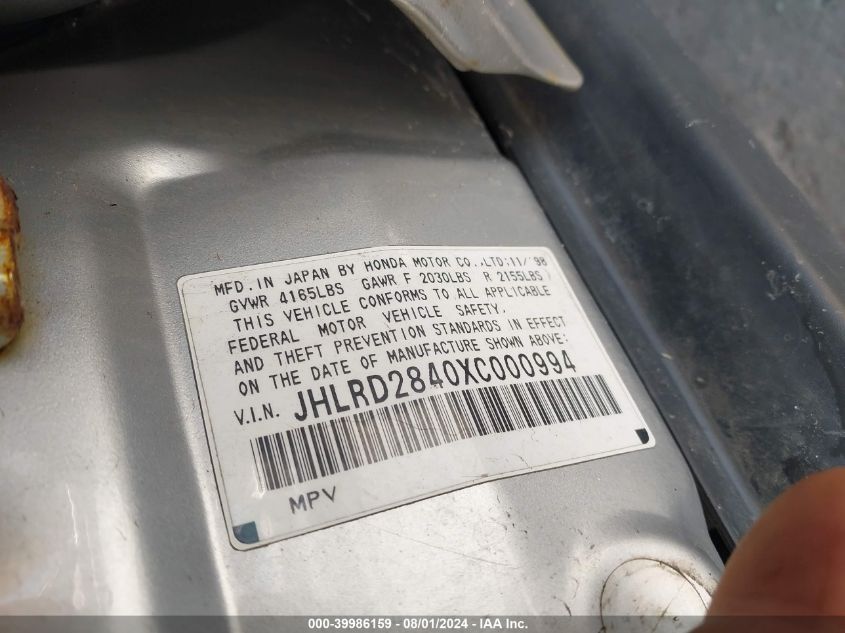 MFD. IN JAPAN BY HONDA MOTOR CO.,LTD:11/'98
GVWR 4165LBS GAWR F 2030LBS R 2155LBS
THIS VEHICLE CONFORMS TO ALL APPLICABLE
FEDERAL MOTOR VEHICLE SAFETY,
AND THEFT PREVENTION STANDARDS IN EFFECT
ON THE DATE OF MANUFACTURE SHOWN ABOVE:
V.I.N. JHLRD2840XC000994
MPV
000-39986159 - 08/01/2024 - IAA Inc.